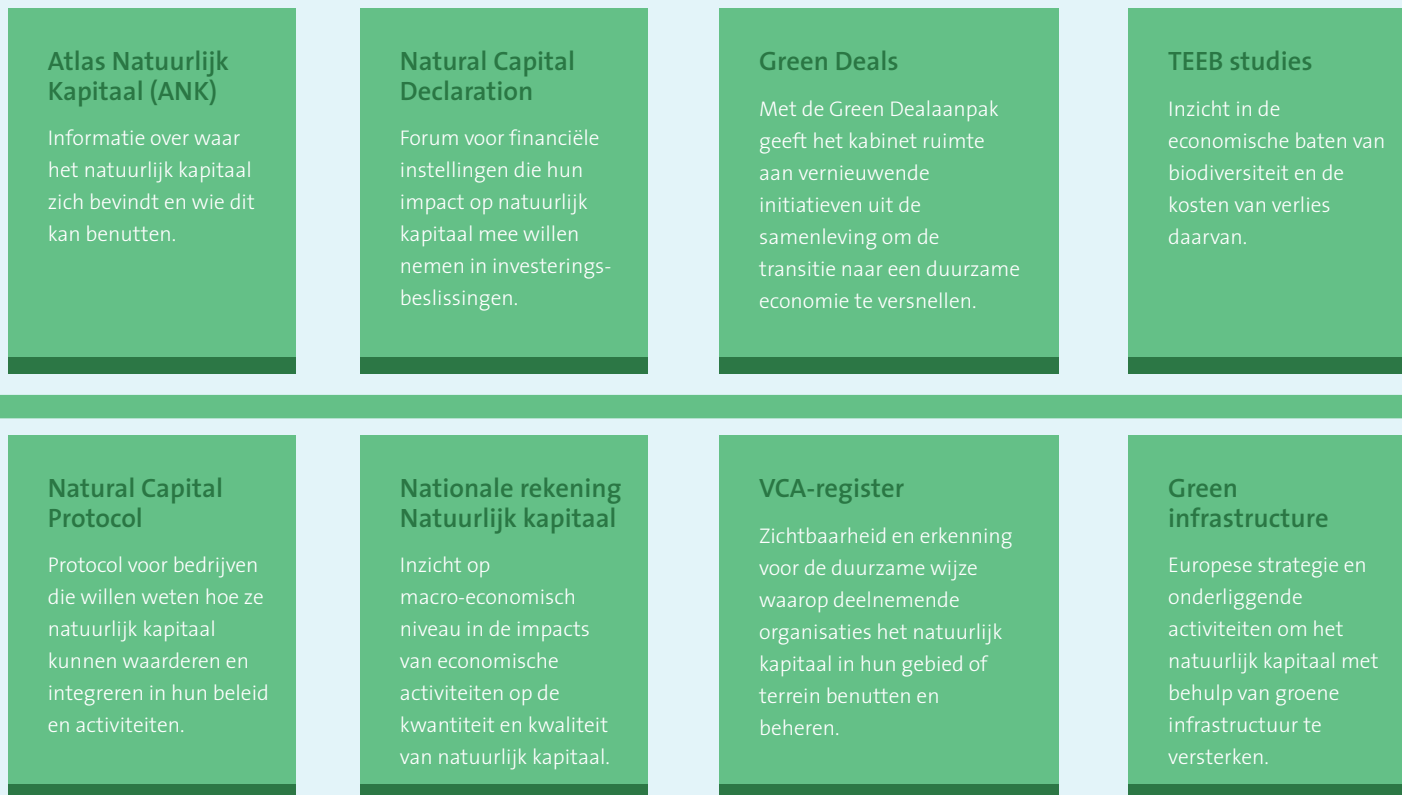 Atlas Natuurlijk
Kapitaal (ANK)
Informatie over waar
het natuurlijk kapitaal
zich bevindt en wie dit
kan benutten.
Natural Capital
Declaration
Forum voor financiële
instellingen die hun
impact op natuurlijk
kapitaal mee willen
nemen in investerings-
beslissingen.
Green Deals
Met de Green Dealaanpak
geeft het kabinet ruimte
aan vernieuwende
initiatieven uit de
samenleving om de
transitie naar een duurzame
economie te versnellen.
TEEB studies
Inzicht in de
economische baten van
biodiversiteit en de
kosten van verlies
daarvan.
Natural Capital
Protocol
Protocol voor bedrijven
die willen weten hoe ze
natuurlijk kapitaal
kunnen waarderen en
integreren in hun beleid
en activiteiten.
Nationale rekening
Natuurlijk kapitaal
Inzicht op
macro-economisch
niveau in de impacts
van economische
activiteiten op de
kwantiteit en kwaliteit
van natuurlijk kapitaal.
VCA-register
Zichtbaarheid en erkenning
voor de duurzame wijze
waarop deelnemende
organisaties het natuurlijk
kapitaal in hun gebied of
terrein benutten en
beheren.
Green
infrastructure
Europese strategie en
onderliggende
activiteiten om het
natuurlijk kapitaal met
behulp van groene
infrastructuur te
versterken.